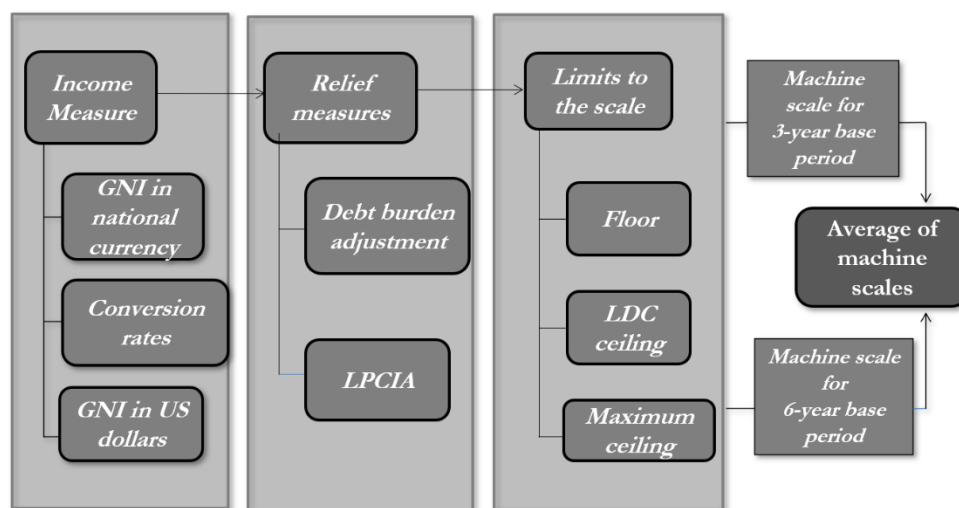 Income
Measure
GNI in
national
currency
Conversion
rates
GNI in US
dollars
Relief
measures
Debt burden
adjustment
LPCIA
Limits to
the scale
Floor
LDC
ceiling
Maximum
ceiling
Machine
scale for
3-year base
period
Average of
machine
scales
Machine scale
for
6-year base
period